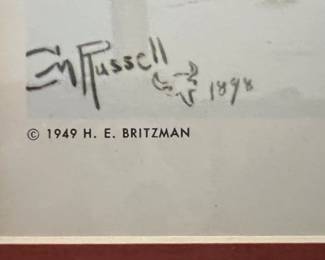 CM Russell 1898
© 1949 H. E. BRITZMAN